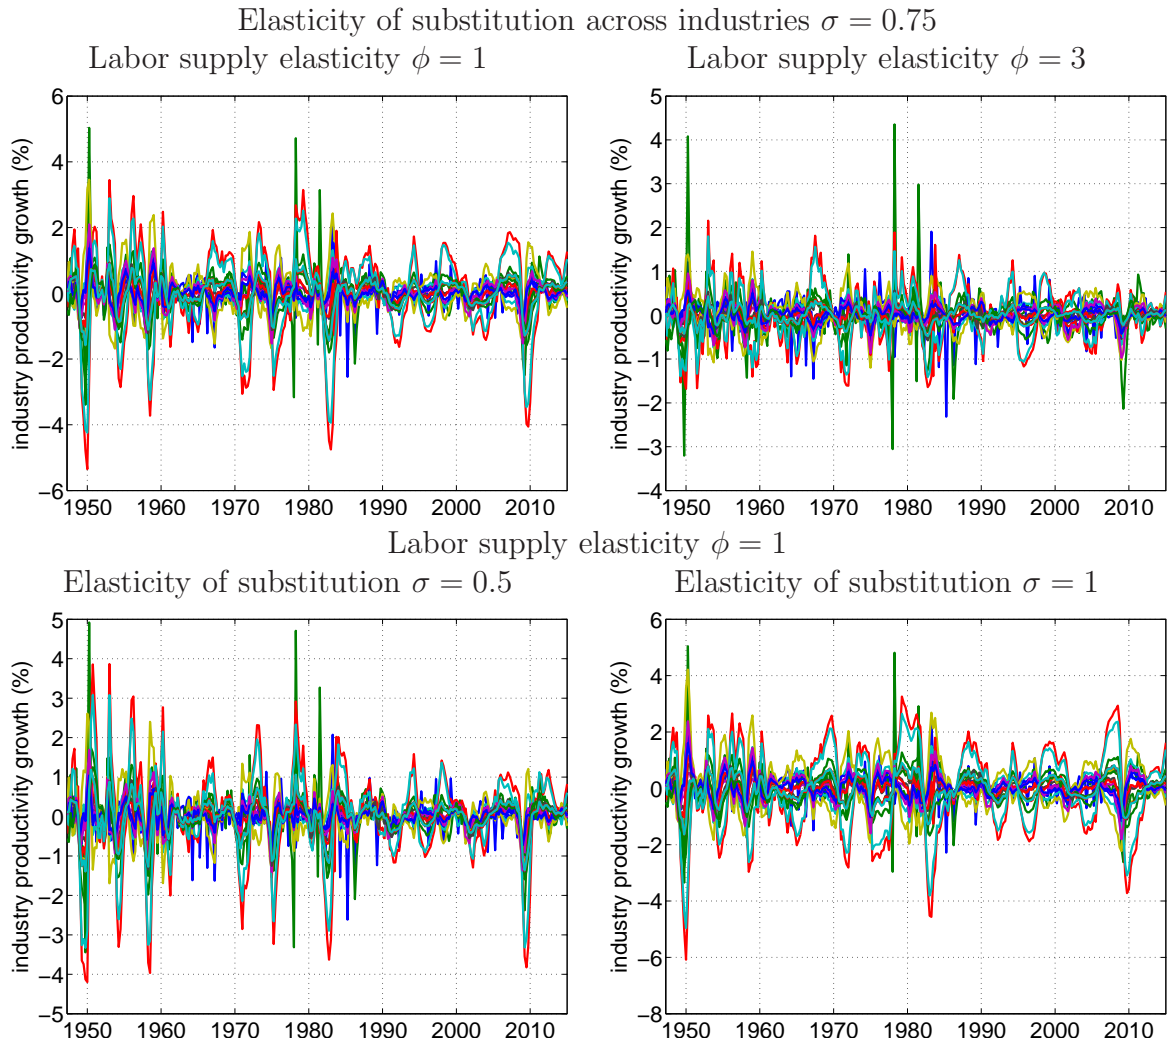 Elasticity of substitution across industries σ = 0.75
Labor supply elasticity φ = 1
Labor supply elasticity φ = 3
industry productivity growth (%)
6
4
2
0
−2
−4
−6
1950 1960 1970 1980 1990 2000 2010
industry productivity growth (%)
5
4
3
2
1
0
−1
−2
−3
−4
1950 1960 1970 1980 1990 2000 2010
Labor supply elasticity φ = 1
Elasticity of substitution σ = 0.5
Elasticity of substitution σ = 1
industry productivity growth (%)
5
4
3
2
1
0
−1
−2
−3
−4
−5
1950 1960 1970 1980 1990 2000 2010
industry productivity growth (%)
6
4
2
0
−2
−4
−6
−8
1950 1960 1970 1980 1990 2000 2010